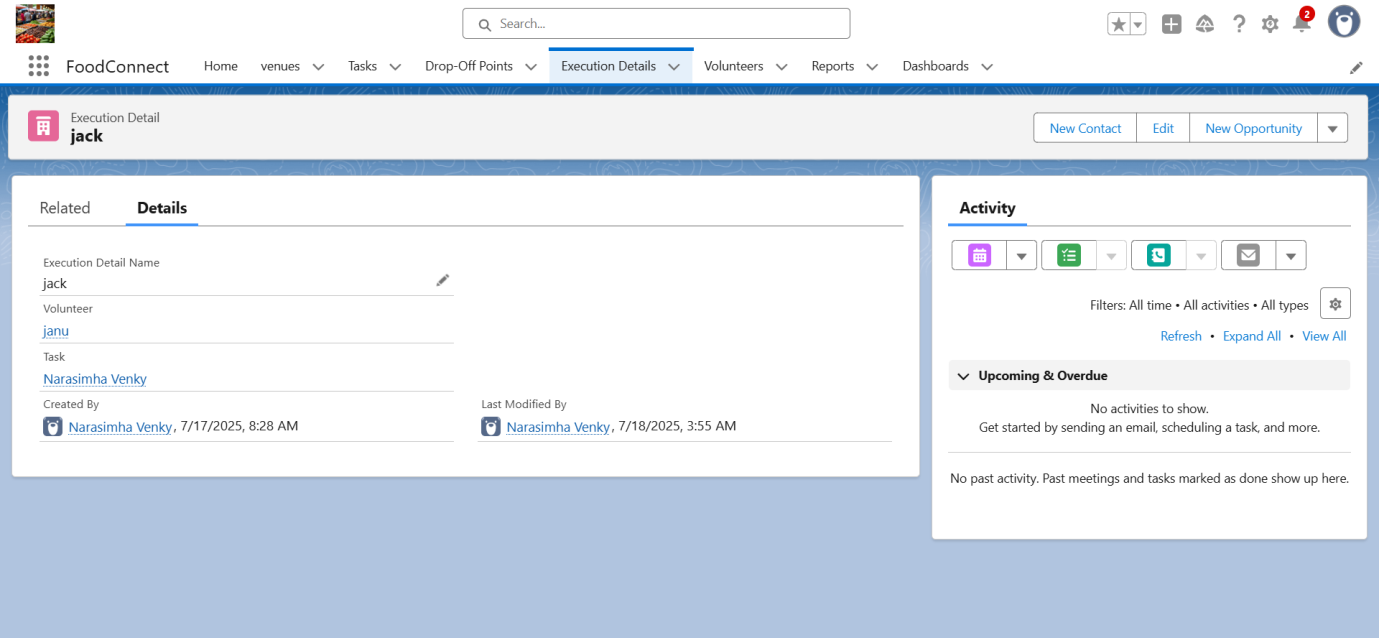 Search...
2
FoodConnect
Home venues Tasks Drop-Off Points Execution Details Volunteers Reports Dashboards
Execution Detail
jack
New Contact Edit New Opportunity
Related Details
Execution Detail Name
jack
Volunteer
janu
Task
Narasimha Venky
Created By
Narasimha Venky, 7/17/2025, 8:28 AM
Last Modified By
Narasimha Venky, 7/18/2025, 3:55 AM
Activity
Filters: All time • All activities • All types
Refresh • Expand All • View All
Upcoming & Overdue
No activities to show.
Get started by sending an email, scheduling a task, and more.
No past activity. Past meetings and tasks marked as done show up here.